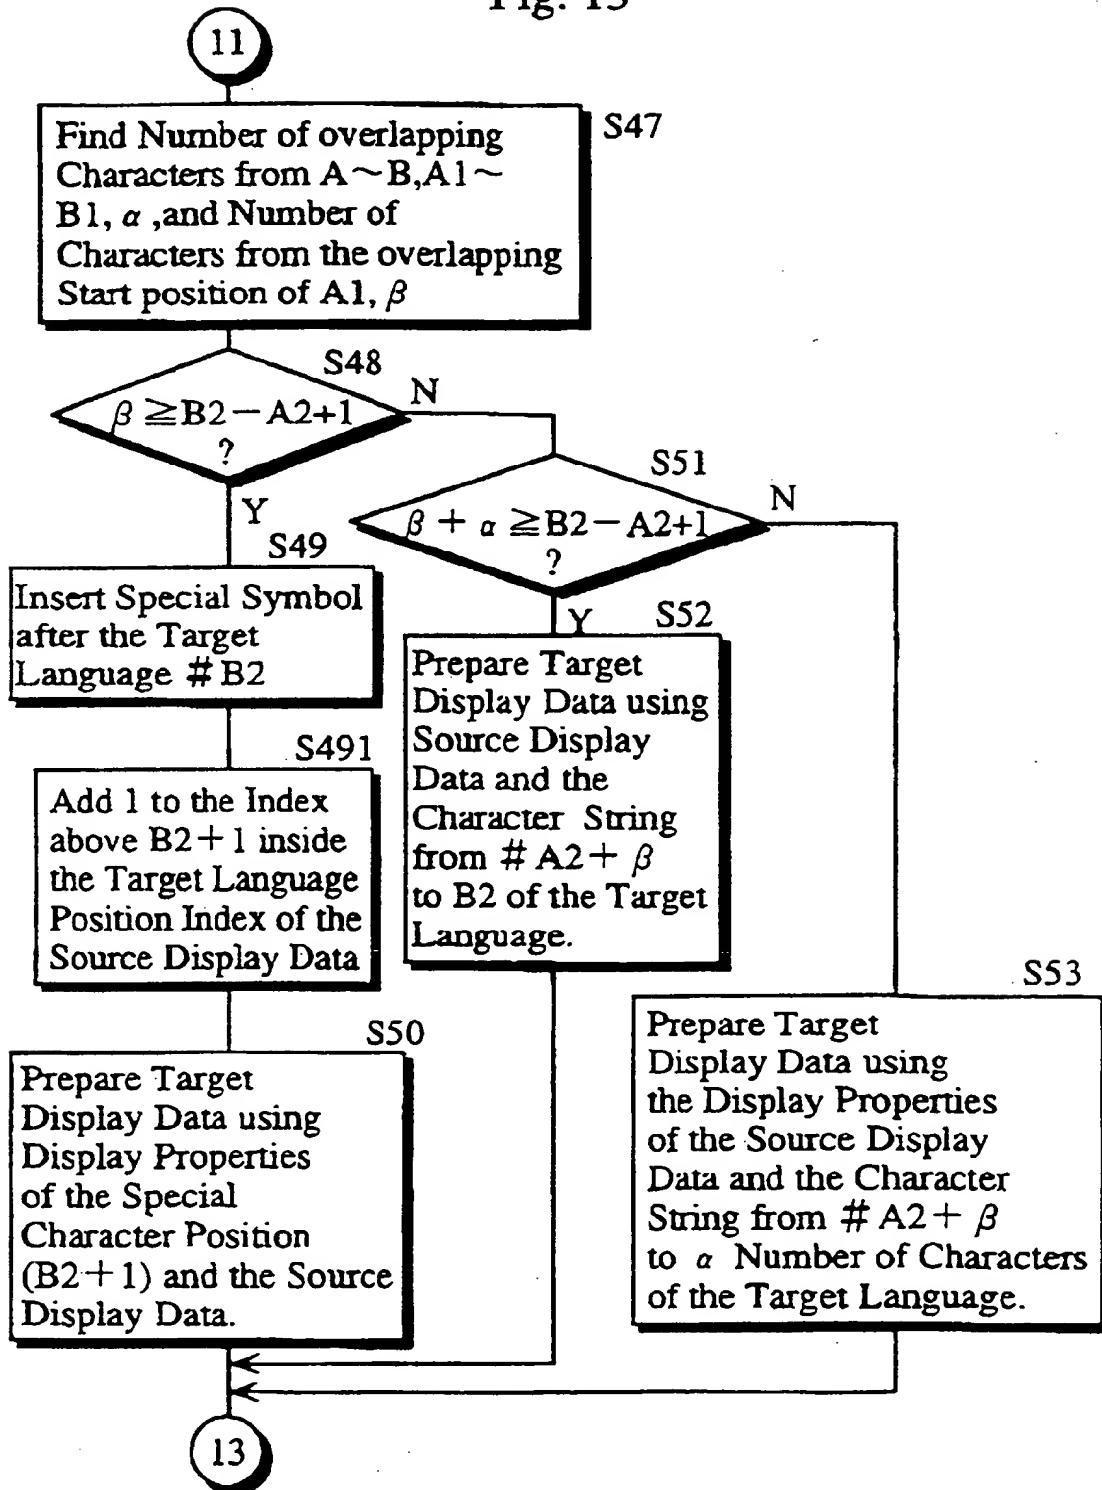 Fig. 13
11
S47
Find Number of overlapping
Characters from A～B,A1～
B1, α ,and Number of
Characters from the overlapping
Start position of A1, β
S48
β ≧B2－A2+1
?
N
Y
S51
β + α ≧B2－A2+1
?
N
Y
S49
Insert Special Symbol
after the Target
Language #B2
S491
Add 1 to the Index
above B2+1 inside
the Target Language
Position Index of the
Source Display Data
S50
Prepare Target
Display Data using
Display Properties
of the Special
Character Position
(B2+1) and the Source
Display Data.
S52
Prepare Target
Display Data using
Source Display
Data and the
Character String
from # A2+ β
to B2 of the Target
Language.
S53
Prepare Target
Display Data using
the Display Properties
of the Source Display
Data and the Character
String from # A2+ β
to α Number of Characters
of the Target Language.
13